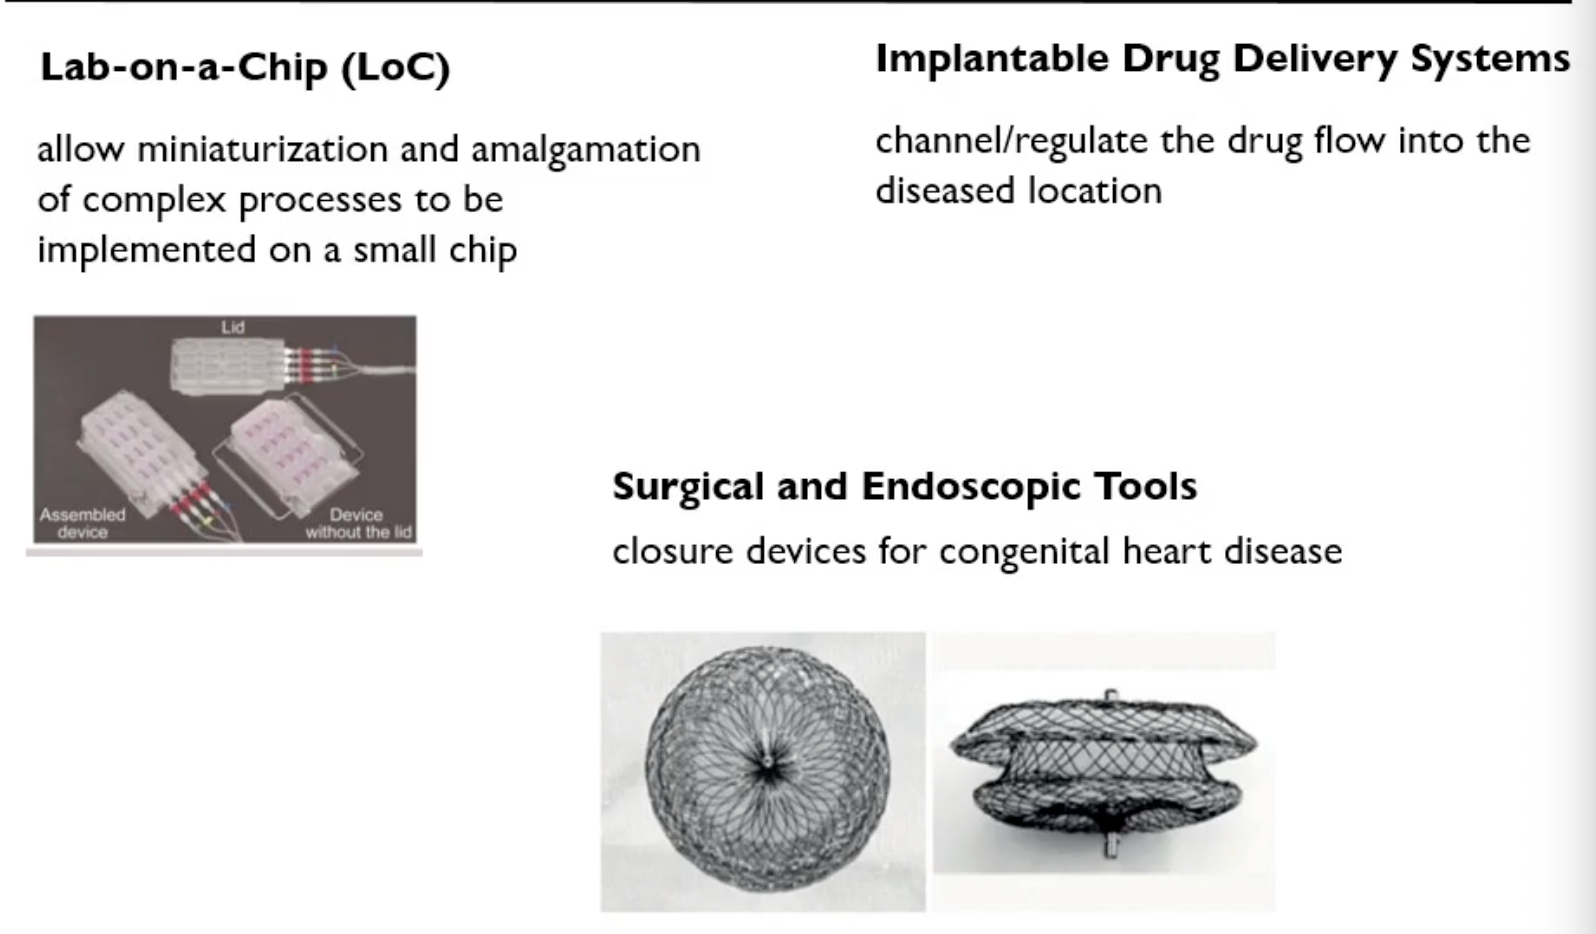 Lab-on-a-Chip (LoC)
allow miniaturization and amalgamation
of complex processes to be
implemented on a small chip
Lid
Assembled
device
Device
without the lid
Implantable Drug Delivery Systems
channel/regulate the drug flow into the
diseased location
Surgical and Endoscopic Tools
closure devices for congenital heart disease